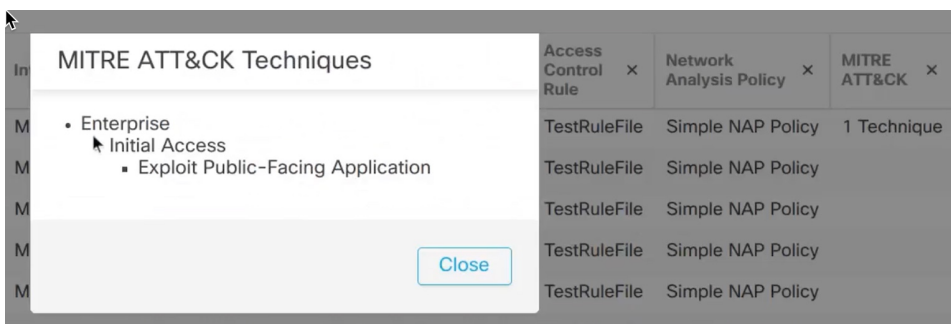 MITRE ATT&CK Techniques
• Enterprise
Initial Access
▪ Exploit Public-Facing Application
Close
In
M
M
M
M
M
Access Control Rule ×
Network Analysis Policy ×
MITRE ATT&CK ×
TestRuleFile Simple NAP Policy 1 Technique
TestRuleFile Simple NAP Policy
TestRuleFile Simple NAP Policy
TestRuleFile Simple NAP Policy
TestRuleFile Simple NAP Policy